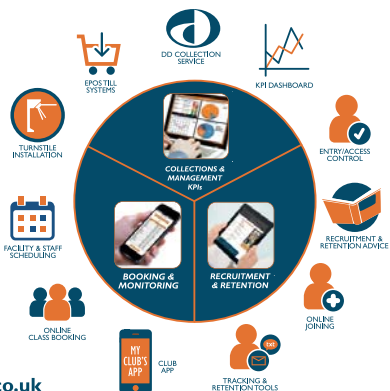 DD COLLECTION
SERVICE
EPOS TILL
SYSTEMS
KPI DASHBOARD
TURNSTILE
INSTALLATION
ENTRY/ACCESS
CONTROL
COLLECTIONS &
MANAGEMENT
KPIs
FACILITY & STAFF
SCHEDULING
RECRUITMENT &
RETENTION ADVICE
BOOKING &
MONITORING
RECRUITMENT
& RETENTION
ONLINE
CLASS BOOKING
ONLINE
JOINING
MY
CLUB'S
APP
CLUB
APP
txt
TRACKING &
RETENTION TOOLS
co.uk